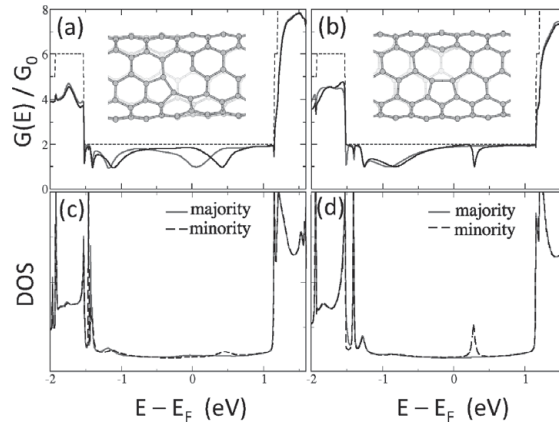 (a)
(b)
G(E) / G₀
8
6
4
2
0
(c)
(d)
majority
minority
majority
minority
DOS
-2
-1
0
1
-2
-1
0
1
E – E_F (eV)
E – E_F (eV)